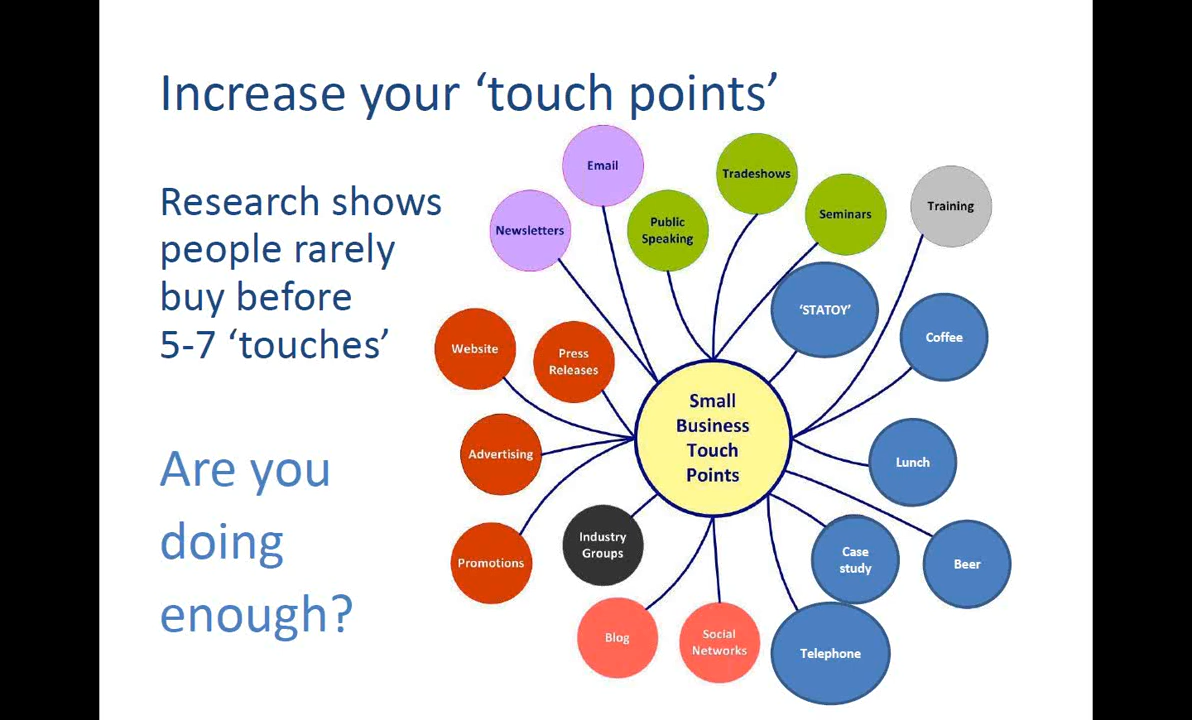 Increase your ‘touch points’
Research shows
people rarely
buy before
5-7 ‘touches’
Are you
doing
enough?
Email
Newsletters
Public
Speaking
Tradeshows
Seminars
Training
‘STATOY’
Coffee
Website
Press
Releases
Small
Business
Touch
Points
Advertising
Lunch
Promotions
Industry
Groups
Case
study
Beer
Blog
Social
Networks
Telephone